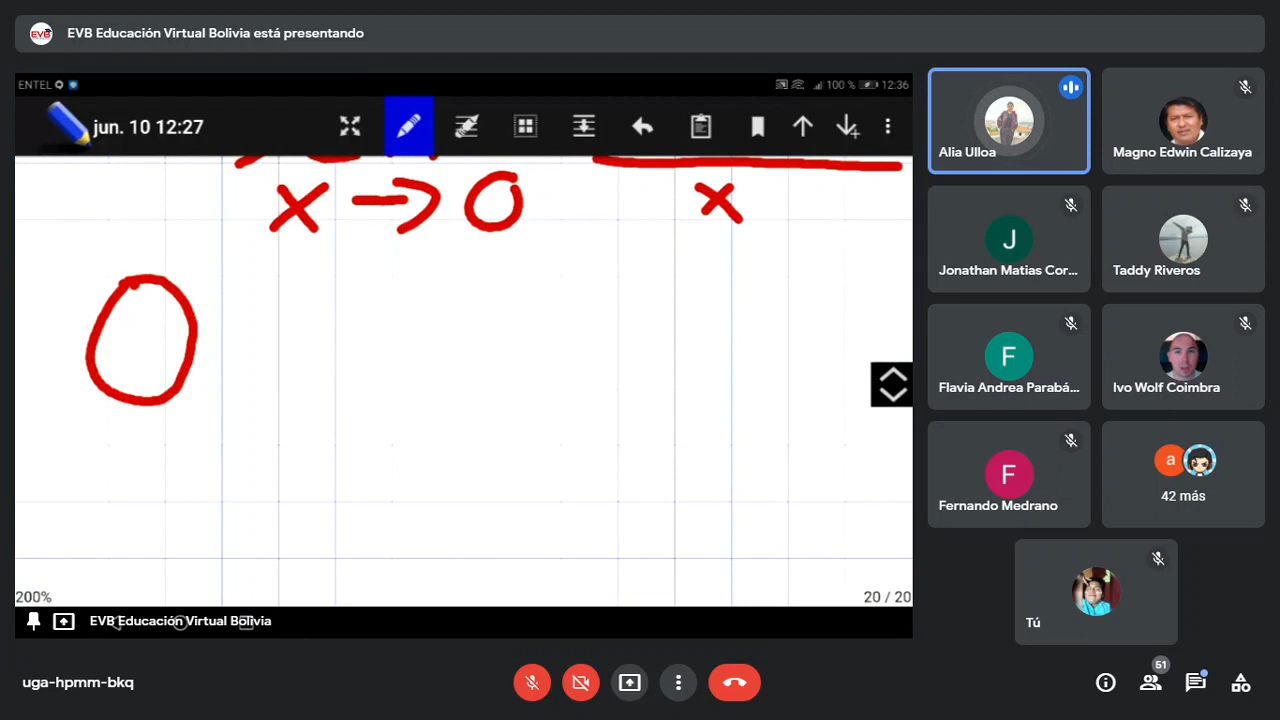 EVB Educación Virtual Bolivia está presentando
ENTEL 100 % 12:36
jun. 10 12:27
x → 0 x
0
200% 20 / 20
EVB Educación Virtual Bolivia
Alia Ulloa
Magno Edwin Calizaya
J
Jonathan Matias Cor...
Taddy Riveros
F
Flavia Andrea Parabá...
Ivo Wolf Coimbra
F
Fernando Medrano
a
42 más
Tú
uga-hpmm-bkq
51